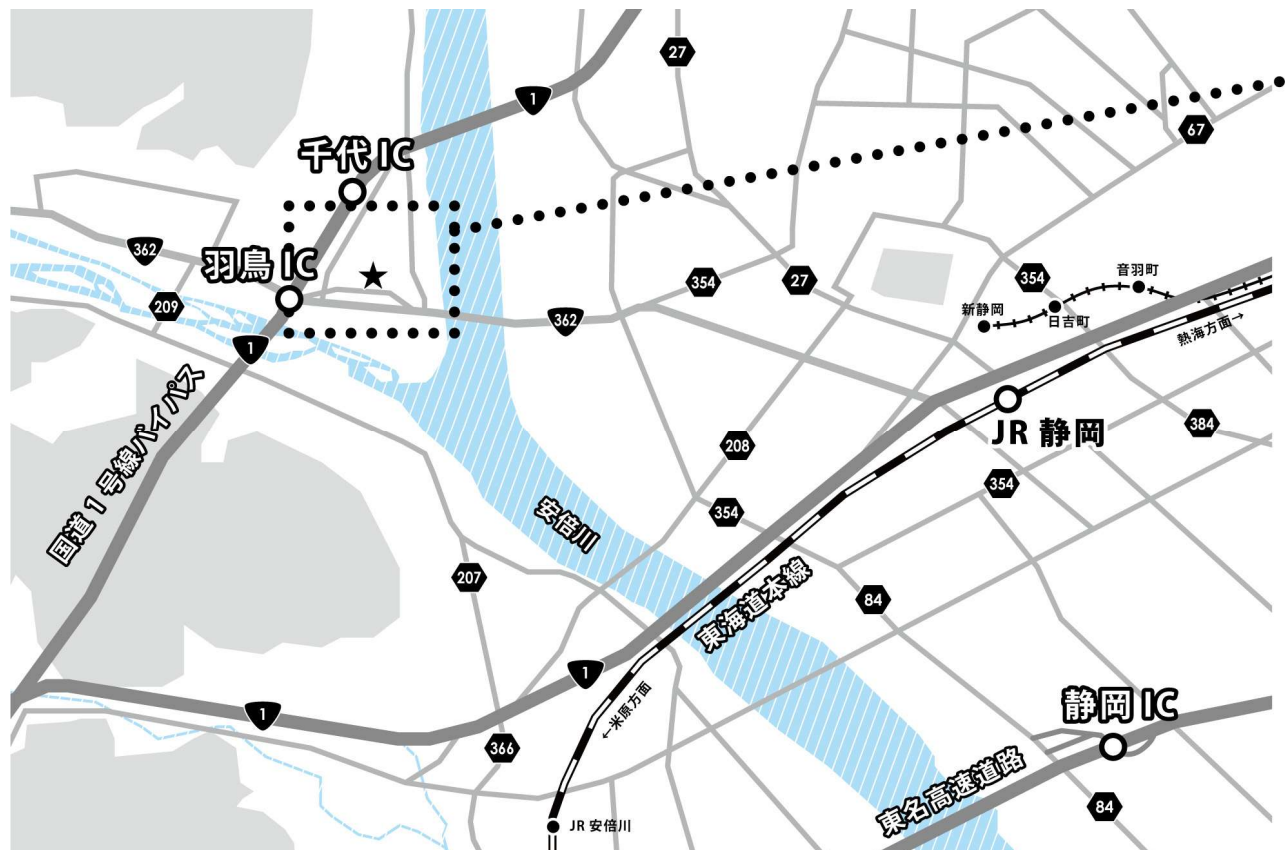 27
1
千代 IC
67
362
羽鳥 IC
209
354
27
354
音羽町
新静岡
日吉町
362
1
熱海方面→
国道1号線バイパス
JR 静岡
208
384
354
354
安倍川
207
東海道本線
84
1
←米原方面
1
静岡 IC
366
東名高速道路
84
JR 安倍川